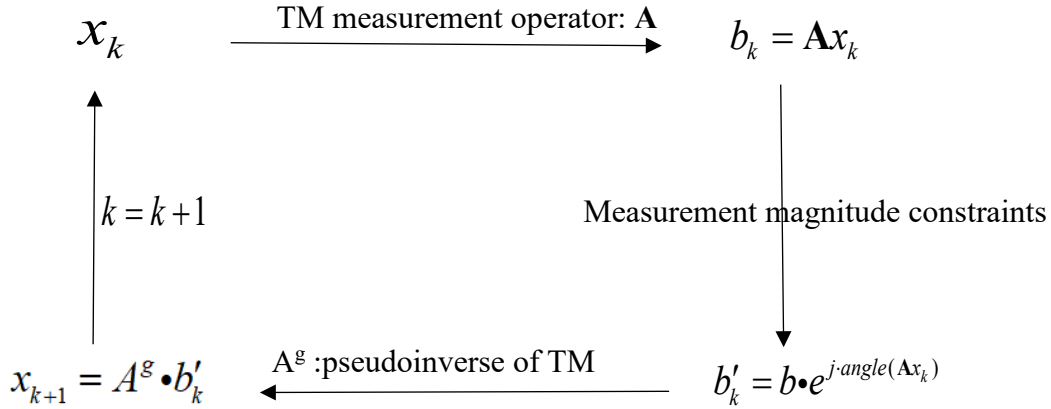 TM measurement operator: A
x_k
b_k = Ax_k
k = k+1
Measurement magnitude constraints
A^g :pseudoinverse of TM
x_{k+1} = A^g • b'_k
b'_k = b•e^{j·angle(Ax_k)}